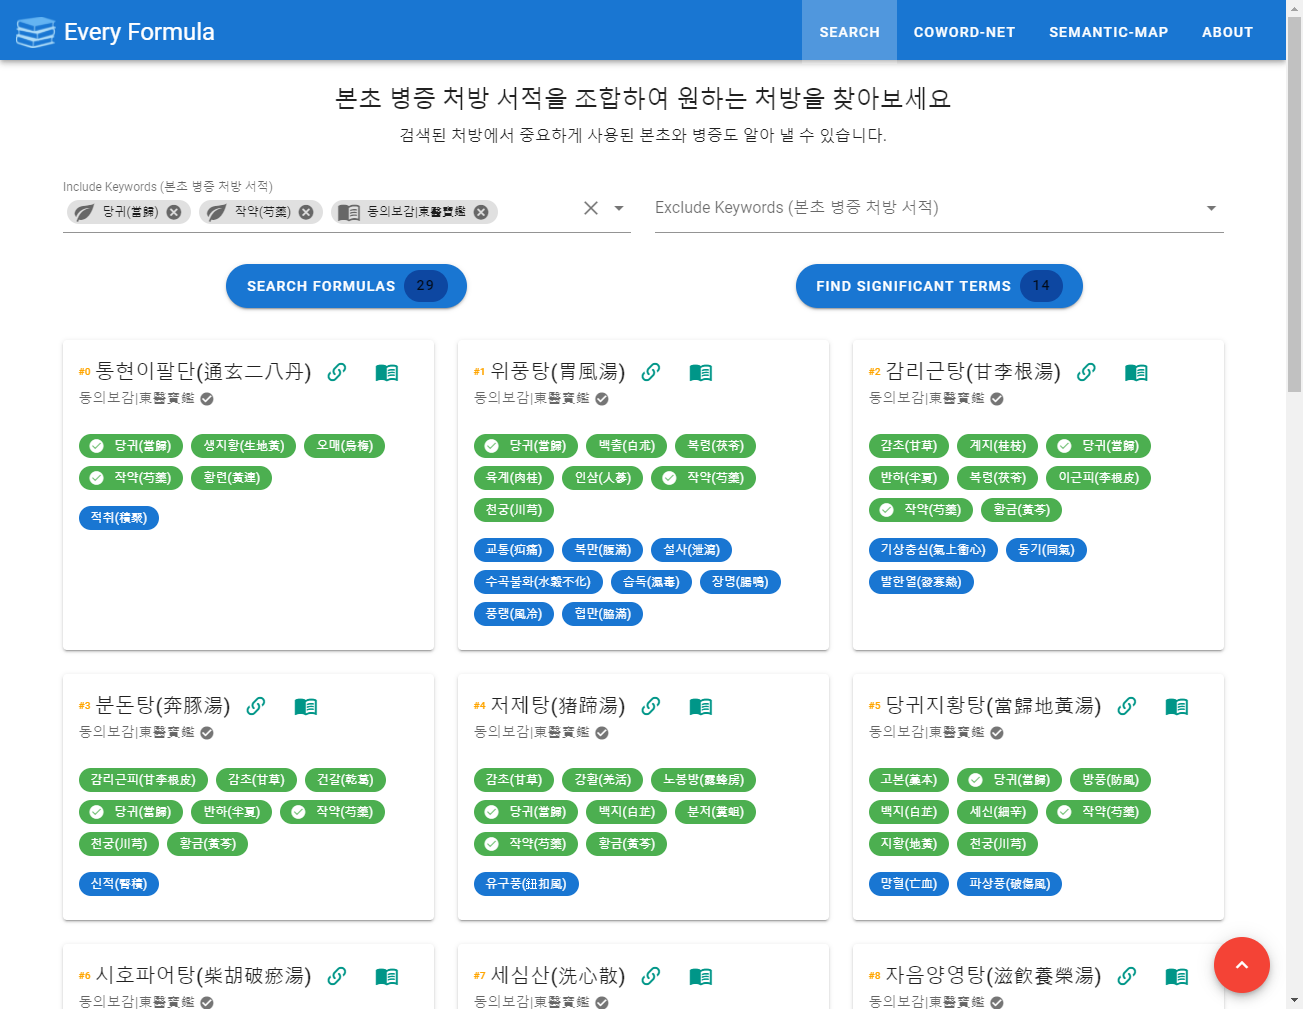 Every Formula
SEARCH COWORD-NET SEMANTIC-MAP ABOUT
본초 병증 처방 서적을 조합하여 원하는 처방을 찾아보세요
검색된 처방에서 중요하게 사용된 본초와 병증도 알아 낼 수 있습니다.
Include Keywords (본초 병증 처방 서적)
당귀(當歸) 작약(芍藥) 동의보감|東醫寶鑑
Exclude Keywords (본초 병증 처방 서적)
SEARCH FORMULAS 29
FIND SIGNIFICANT TERMS 14
#0 통현이팔단(通玄二八丹)
동의보감|東醫寶鑑
당귀(當歸) 생지황(生地黃) 오매(烏梅)
작약(芍藥) 황련(黃連)
적취(積聚)
#1 위풍탕(胃風湯)
동의보감|東醫寶鑑
당귀(當歸) 백출(白朮) 복령(茯苓)
육계(肉桂) 인삼(人蔘) 작약(芍藥)
천궁(川芎)
교통(㽲痛) 복만(腹滿) 설사(泄瀉)
수곡불화(水穀不化) 습독(濕毒) 장명(腸鳴)
풍랭(風冷) 협만(脇滿)
#2 감리근탕(甘李根湯)
동의보감|東醫寶鑑
감초(甘草) 계지(桂枝) 당귀(當歸)
반하(半夏) 복령(茯苓) 이근피(李根皮)
작약(芍藥) 황금(黃芩)
기상충심(氣上衝心) 동기(同氣)
발한열(發寒熱)
#3 분돈탕(奔豚湯)
동의보감|東醫寶鑑
감리근피(甘李根皮) 감초(甘草) 건갈(乾葛)
당귀(當歸) 반하(半夏) 작약(芍藥)
천궁(川芎) 황금(黃芩)
신적(腎積)
#4 저제탕(猪蹄湯)
동의보감|東醫寶鑑
감초(甘草) 강활(羌活) 노봉방(露蜂房)
당귀(當歸) 백지(白芷) 분저(糞蛆)
작약(芍藥) 황금(黃芩)
유구풍(鈕扣風)
#5 당귀지황탕(當歸地黃湯)
동의보감|東醫寶鑑
고본(藁本) 당귀(當歸) 방풍(防風)
백지(白芷) 세신(細辛) 작약(芍藥)
지황(地黃) 천궁(川芎)
망혈(亡血) 파상풍(破傷風)
#6 시호파어탕(柴胡破瘀湯)
동의보감|東醫寶鑑
#7 세심산(洗心散)
동의보감|東醫寶鑑
#8 자음양영탕(滋飮養榮湯)
동의보감|東醫寶鑑